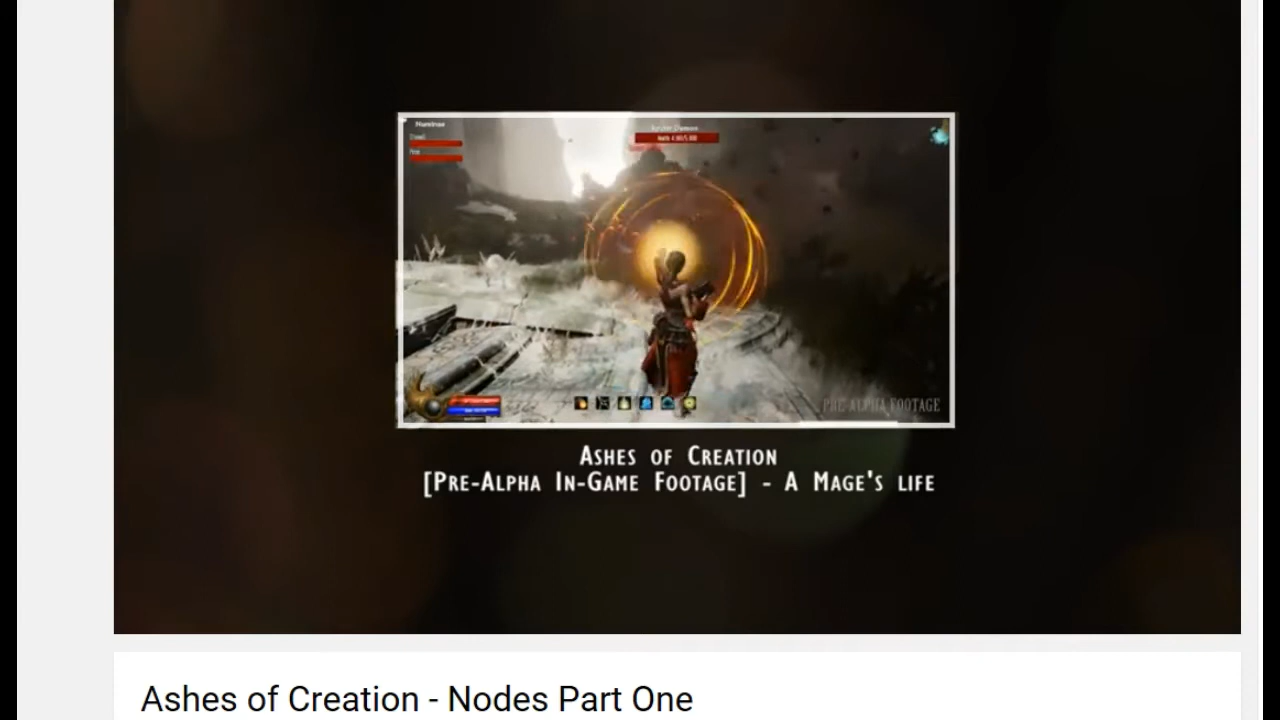 PRE-ALPHA FOOTAGE
ASHES OF CREATION
[PRE-ALPHA IN-GAME FOOTAGE] - A MAGE'S LIFE
Ashes of Creation - Nodes Part One